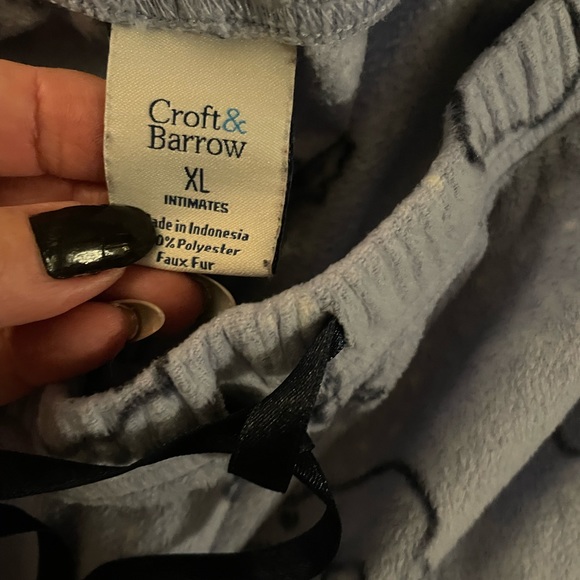 Croft&
Barrow
XL
INTIMATES
ade in Indonesia
0% Polyester
Faux Fur